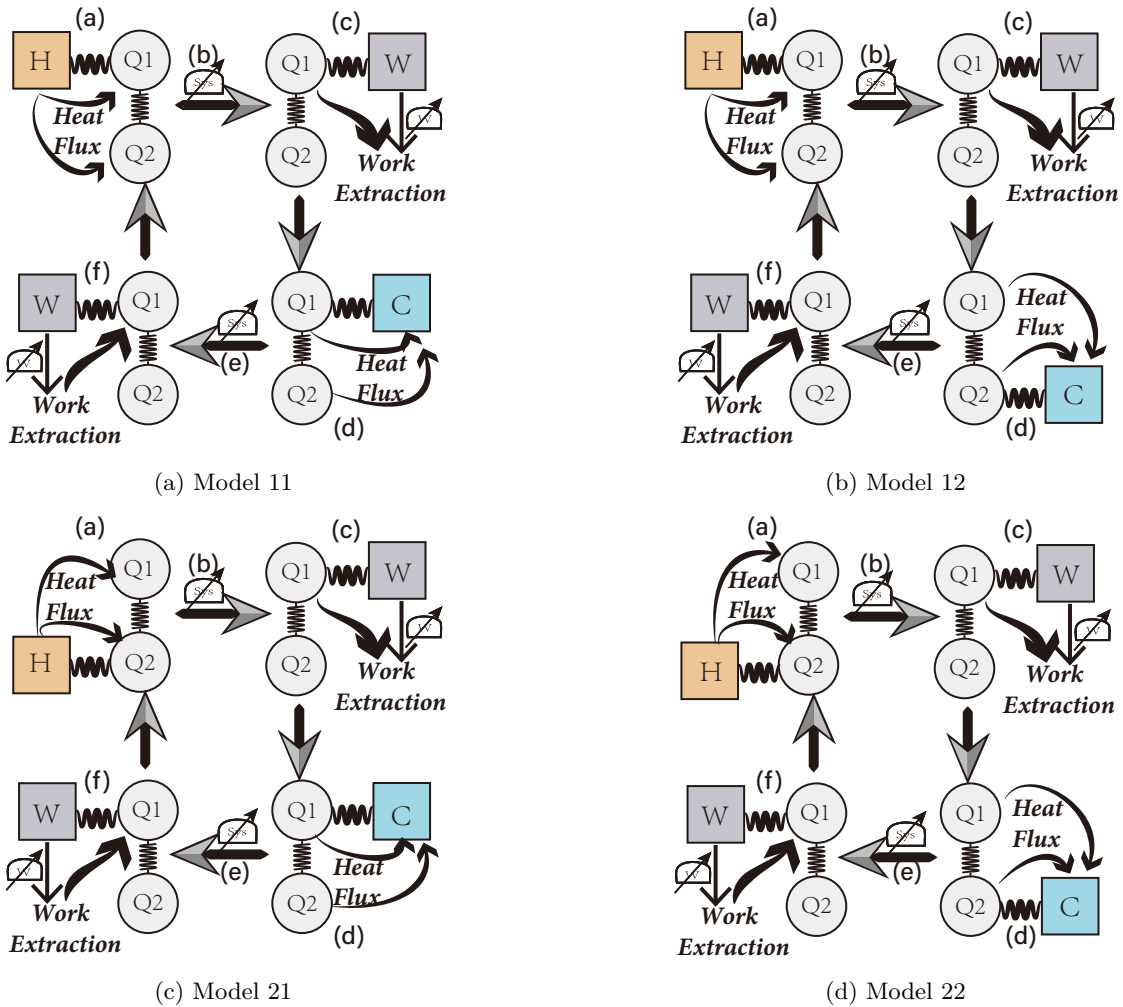 (a)
H
Q1
Q2
Heat
Flux
(b)
Sys
(c)
Q1
Q2
W
W
Work
Extraction
(f)
W
Q1
Q2
W
Work
Extraction
Sys
(e)
Q1
Q2
C
Heat
Flux
(d)
(a) Model 11
(a)
H
Q1
Q2
Heat
Flux
(b)
Sys
(c)
Q1
Q2
W
W
Work
Extraction
(f)
W
Q1
Q2
W
Work
Extraction
Sys
(e)
Q1
Q2
Heat
Flux
C
(d)
(b) Model 12
(a)
Q1
Heat
Flux
H
Q2
(b)
Sys
(c)
Q1
Q2
W
W
Work
Extraction
(f)
W
Q1
Q2
W
Work
Extraction
Sys
(e)
Q1
Q2
C
Heat
Flux
(d)
(c) Model 21
(a)
Q1
Heat
Flux
H
Q2
(b)
Sys
(c)
Q1
Q2
W
W
Work
Extraction
(f)
W
Q1
Q2
W
Work
Extraction
Sys
(e)
Q1
Q2
Heat
Flux
C
(d)
(d) Model 22